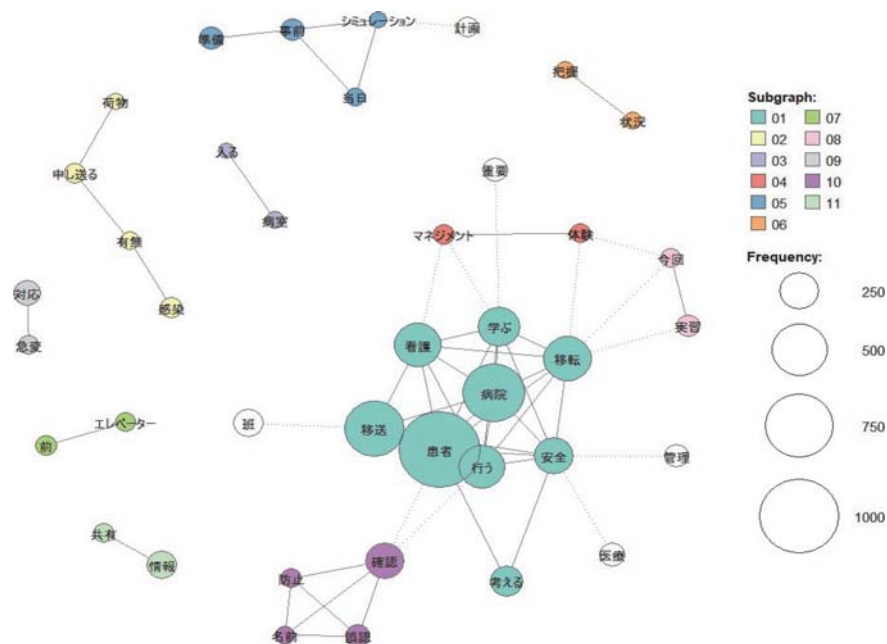 シミュレーション
計画
準備
事前
当日
把握
状況
荷物
申し送る
有無
感染
入る
病室
重要
マネジメント
体験
今回
実習
対応
急変
学ぶ
看護
移転
病院
エレベーター
前
班
移送
患者
行う
安全
管理
共有
情報
確認
防止
名前
誤認
考える
医療
Subgraph:
01 07
02 08
03 09
04 10
05 11
06
Frequency:
250
500
750
1000